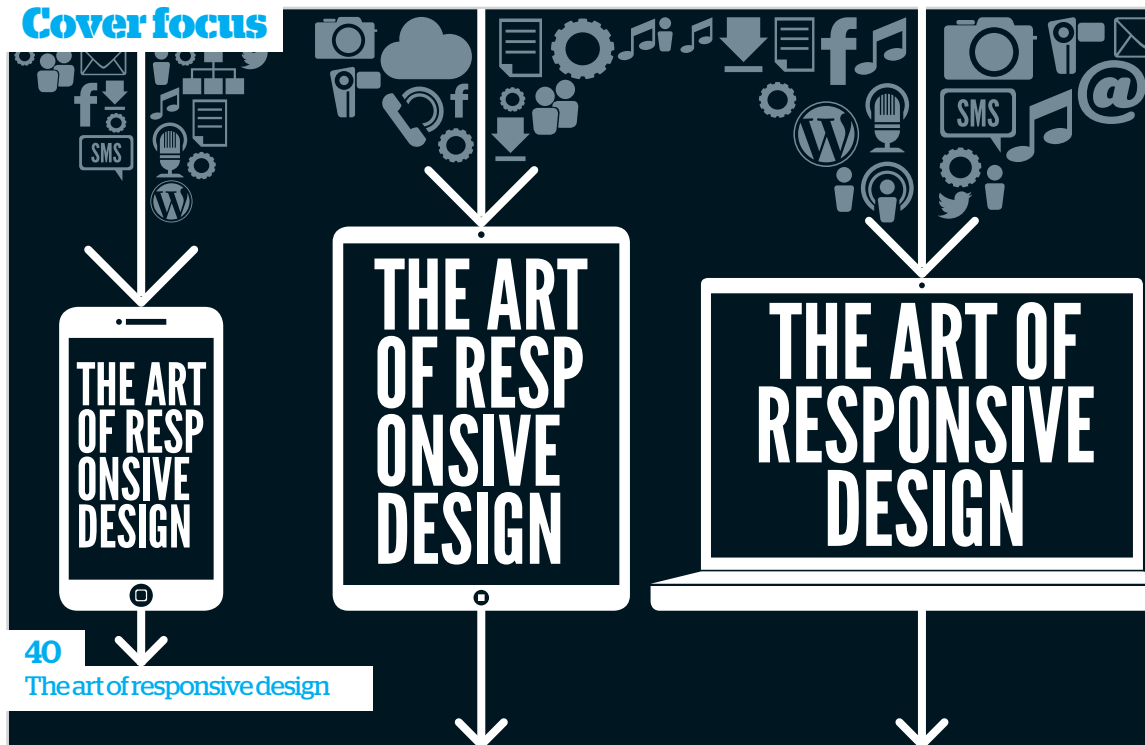 Cover focus
SMS
f
f
f
SMS
@
THE ART
OF RESP
ONSIVE
DESIGN
THE ART
OF RESP
ONSIVE
DESIGN
THE ART OF
RESPONSIVE
DESIGN
40
The art of responsive design